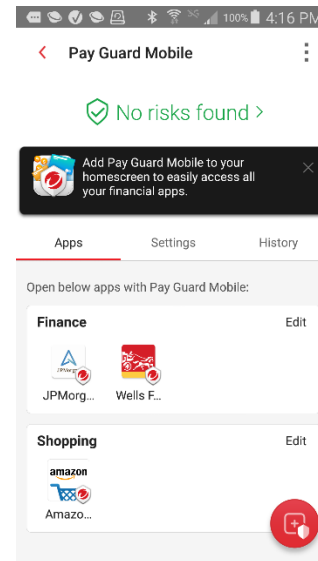 100% 4:16 PM
Pay Guard Mobile
No risks found >
Add Pay Guard Mobile to your
homescreen to easily access all
your financial apps.
Apps Settings History
Open below apps with Pay Guard Mobile:
Finance Edit
JPMorg... Wells F...
Shopping Edit
amazon
Amazo...